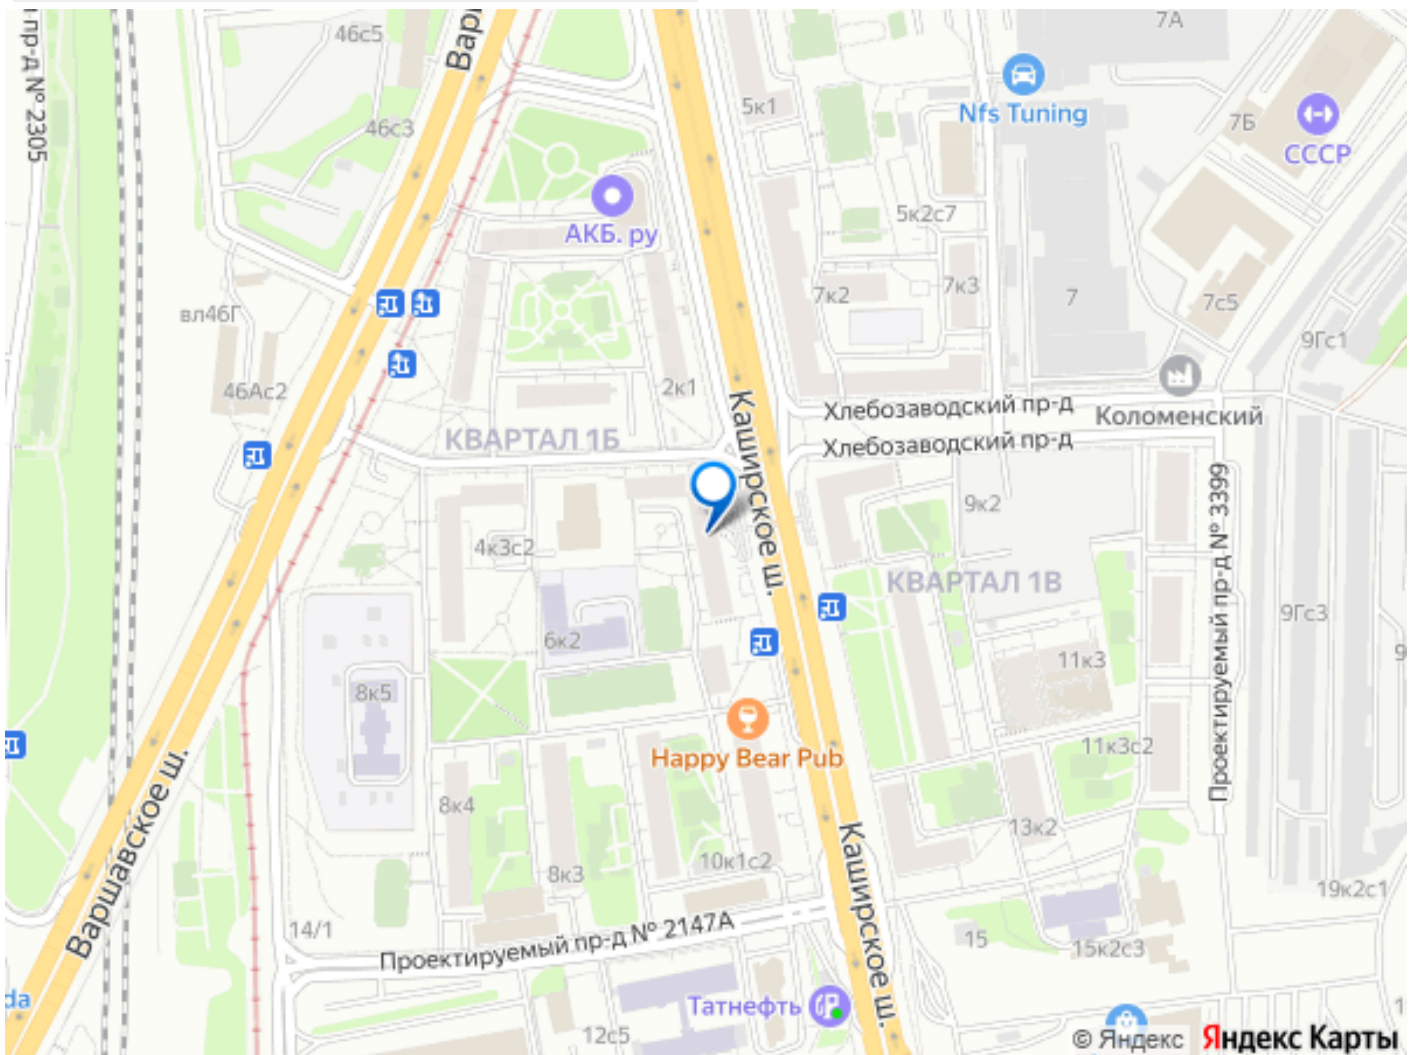 7А
46с5
Вар
й пр-д № 2305
5к1
Nfs Tuning
7Б
СССР
46с3
АКБ. ру
5к2с7
7к2
7к3
7
7с5
вл46Г
9Гс1
46Ас2
2к1
Каширское ш.
Хлебозаводский пр-д
Коломенский
КВАРТАЛ 1Б
Хлебозаводский пр-д
9к2
Проектируемый пр-д № 3399
4к3с2
КВАРТАЛ 1В
9Гс3
6к2
11к3
9
8к5
11к3с2
Happy Bear Pub
Варшавское ш.
8к4
13к2
Каширское ш.
10к1с2
8к3
19к2с1
14/1
Проектируемый пр-д № 2147А
15
15к2с3
da
Татнефть
12с5
© Яндекс Яндекс Карты